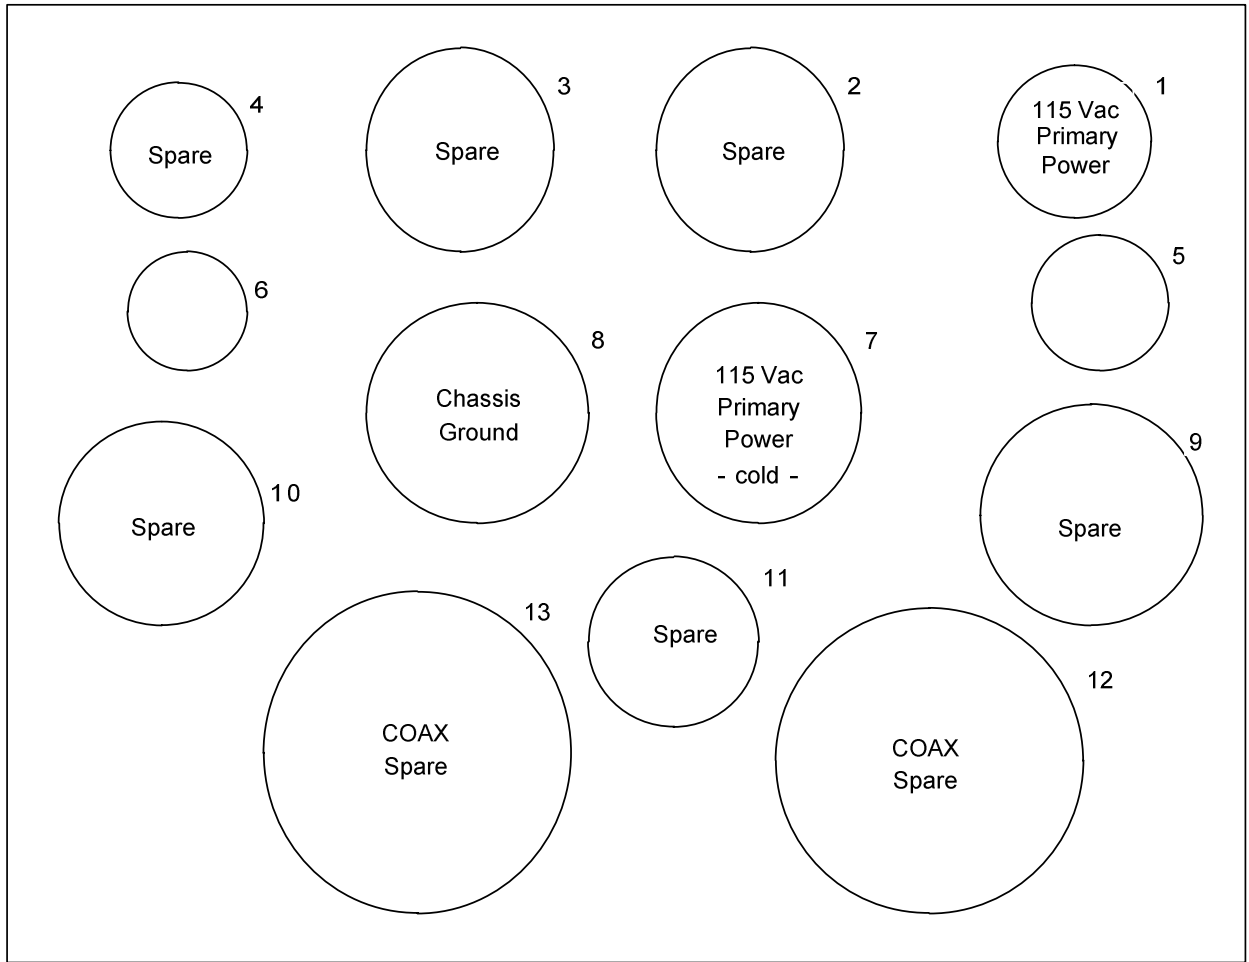 4
Spare
3
Spare
2
Spare
1
115 Vac
Primary
Power
6
5
8
Chassis
Ground
7
115 Vac
Primary
Power
- cold -
10
Spare
9
Spare
11
Spare
13
COAX
Spare
12
COAX
Spare